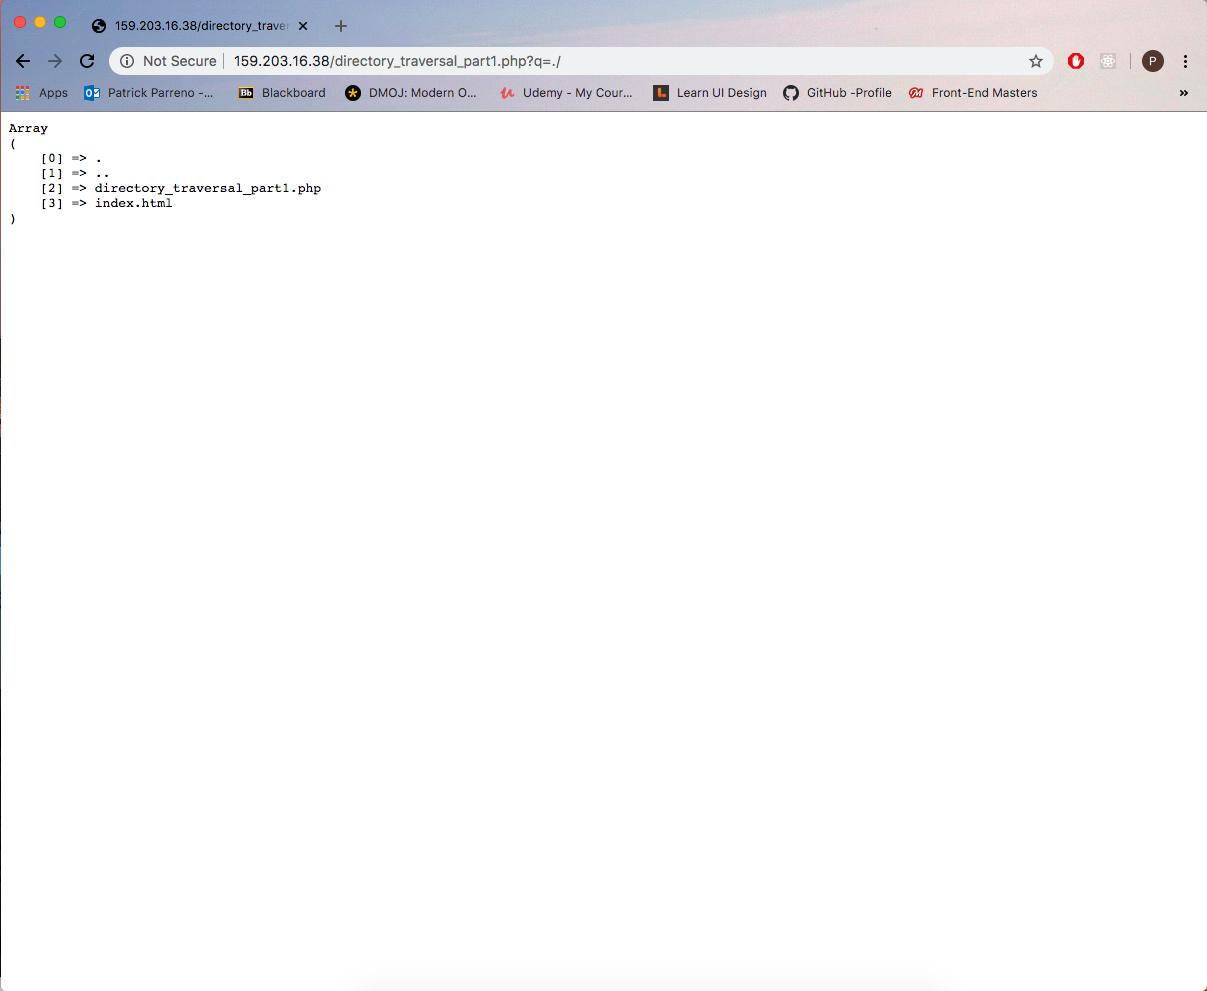 159.203.16.38/directory_trave
Not Secure 159.203.16.38/directory_traversal_part1.php?q=./
P
Apps Patrick Parreno -... Bb Blackboard DMOJ: Modern O... Udemy - My Cour... L Learn UI Design GitHub -Profile Front-End Masters »
Array
(
[0] => .
[1] => ..
[2] => directory_traversal_part1.php
[3] => index.html
)